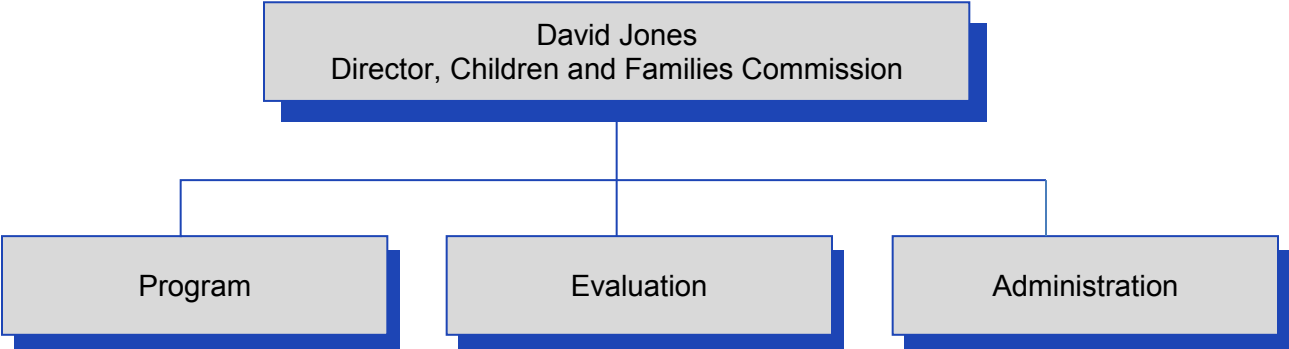 David Jones
Director, Children and Families Commission
Program
Evaluation
Administration